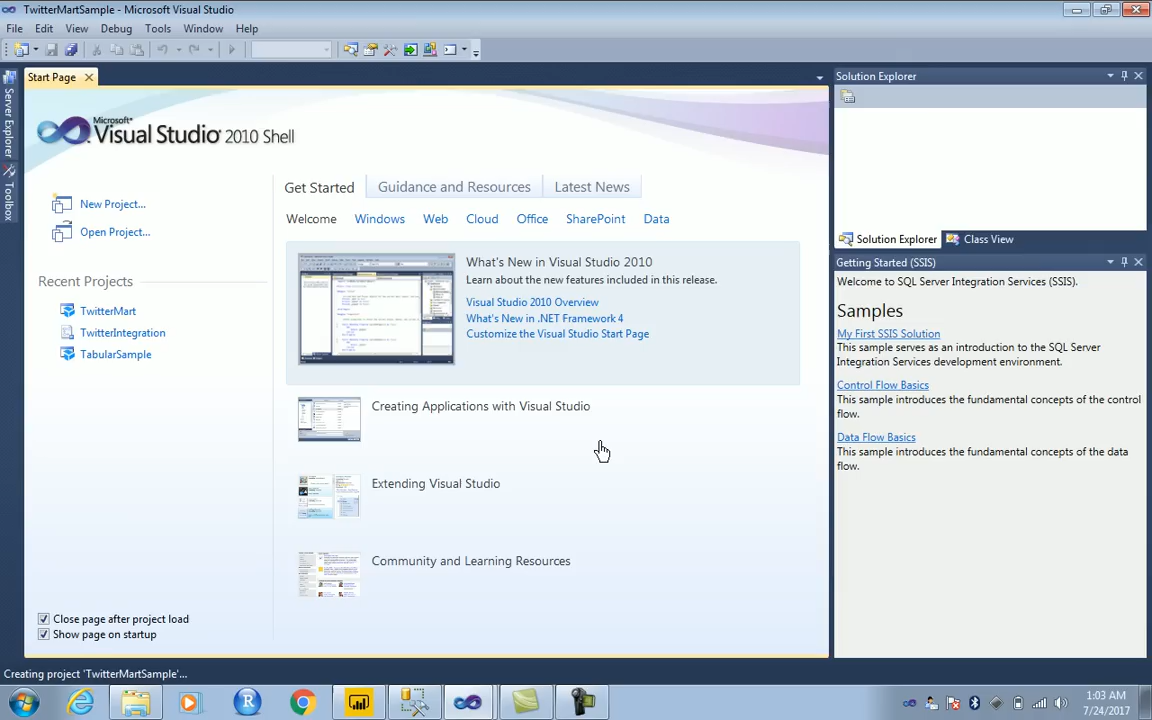 TwitterMartSample - Microsoft Visual Studio
File Edit View Debug Tools Window Help
Start Page
Server Explorer
Toolbox
Microsoft®
Visual Studio® 2010 Shell
New Project...
Open Project...
Recent Projects
TwitterMart
TwitterIntegration
TabularSample
Close page after project load
Show page on startup
Get Started Guidance and Resources Latest News
Welcome Windows Web Cloud Office SharePoint Data
What's New in Visual Studio 2010
Learn about the new features included in this release.
Visual Studio 2010 Overview
What's New in .NET Framework 4
Customize the Visual Studio Start Page
Creating Applications with Visual Studio
Extending Visual Studio
Community and Learning Resources
Solution Explorer
Solution Explorer Class View
Getting Started (SSIS)
Welcome to SQL Server Integration Services (SSIS).
Samples
My First SSIS Solution
This sample serves as an introduction to the SQL Server
Integration Services development environment.
Control Flow Basics
This sample introduces the fundamental concepts of the control
flow.
Data Flow Basics
This sample introduces the fundamental concepts of the data
flow.
Creating project 'TwitterMartSample'...
1:03 AM
7/24/2017